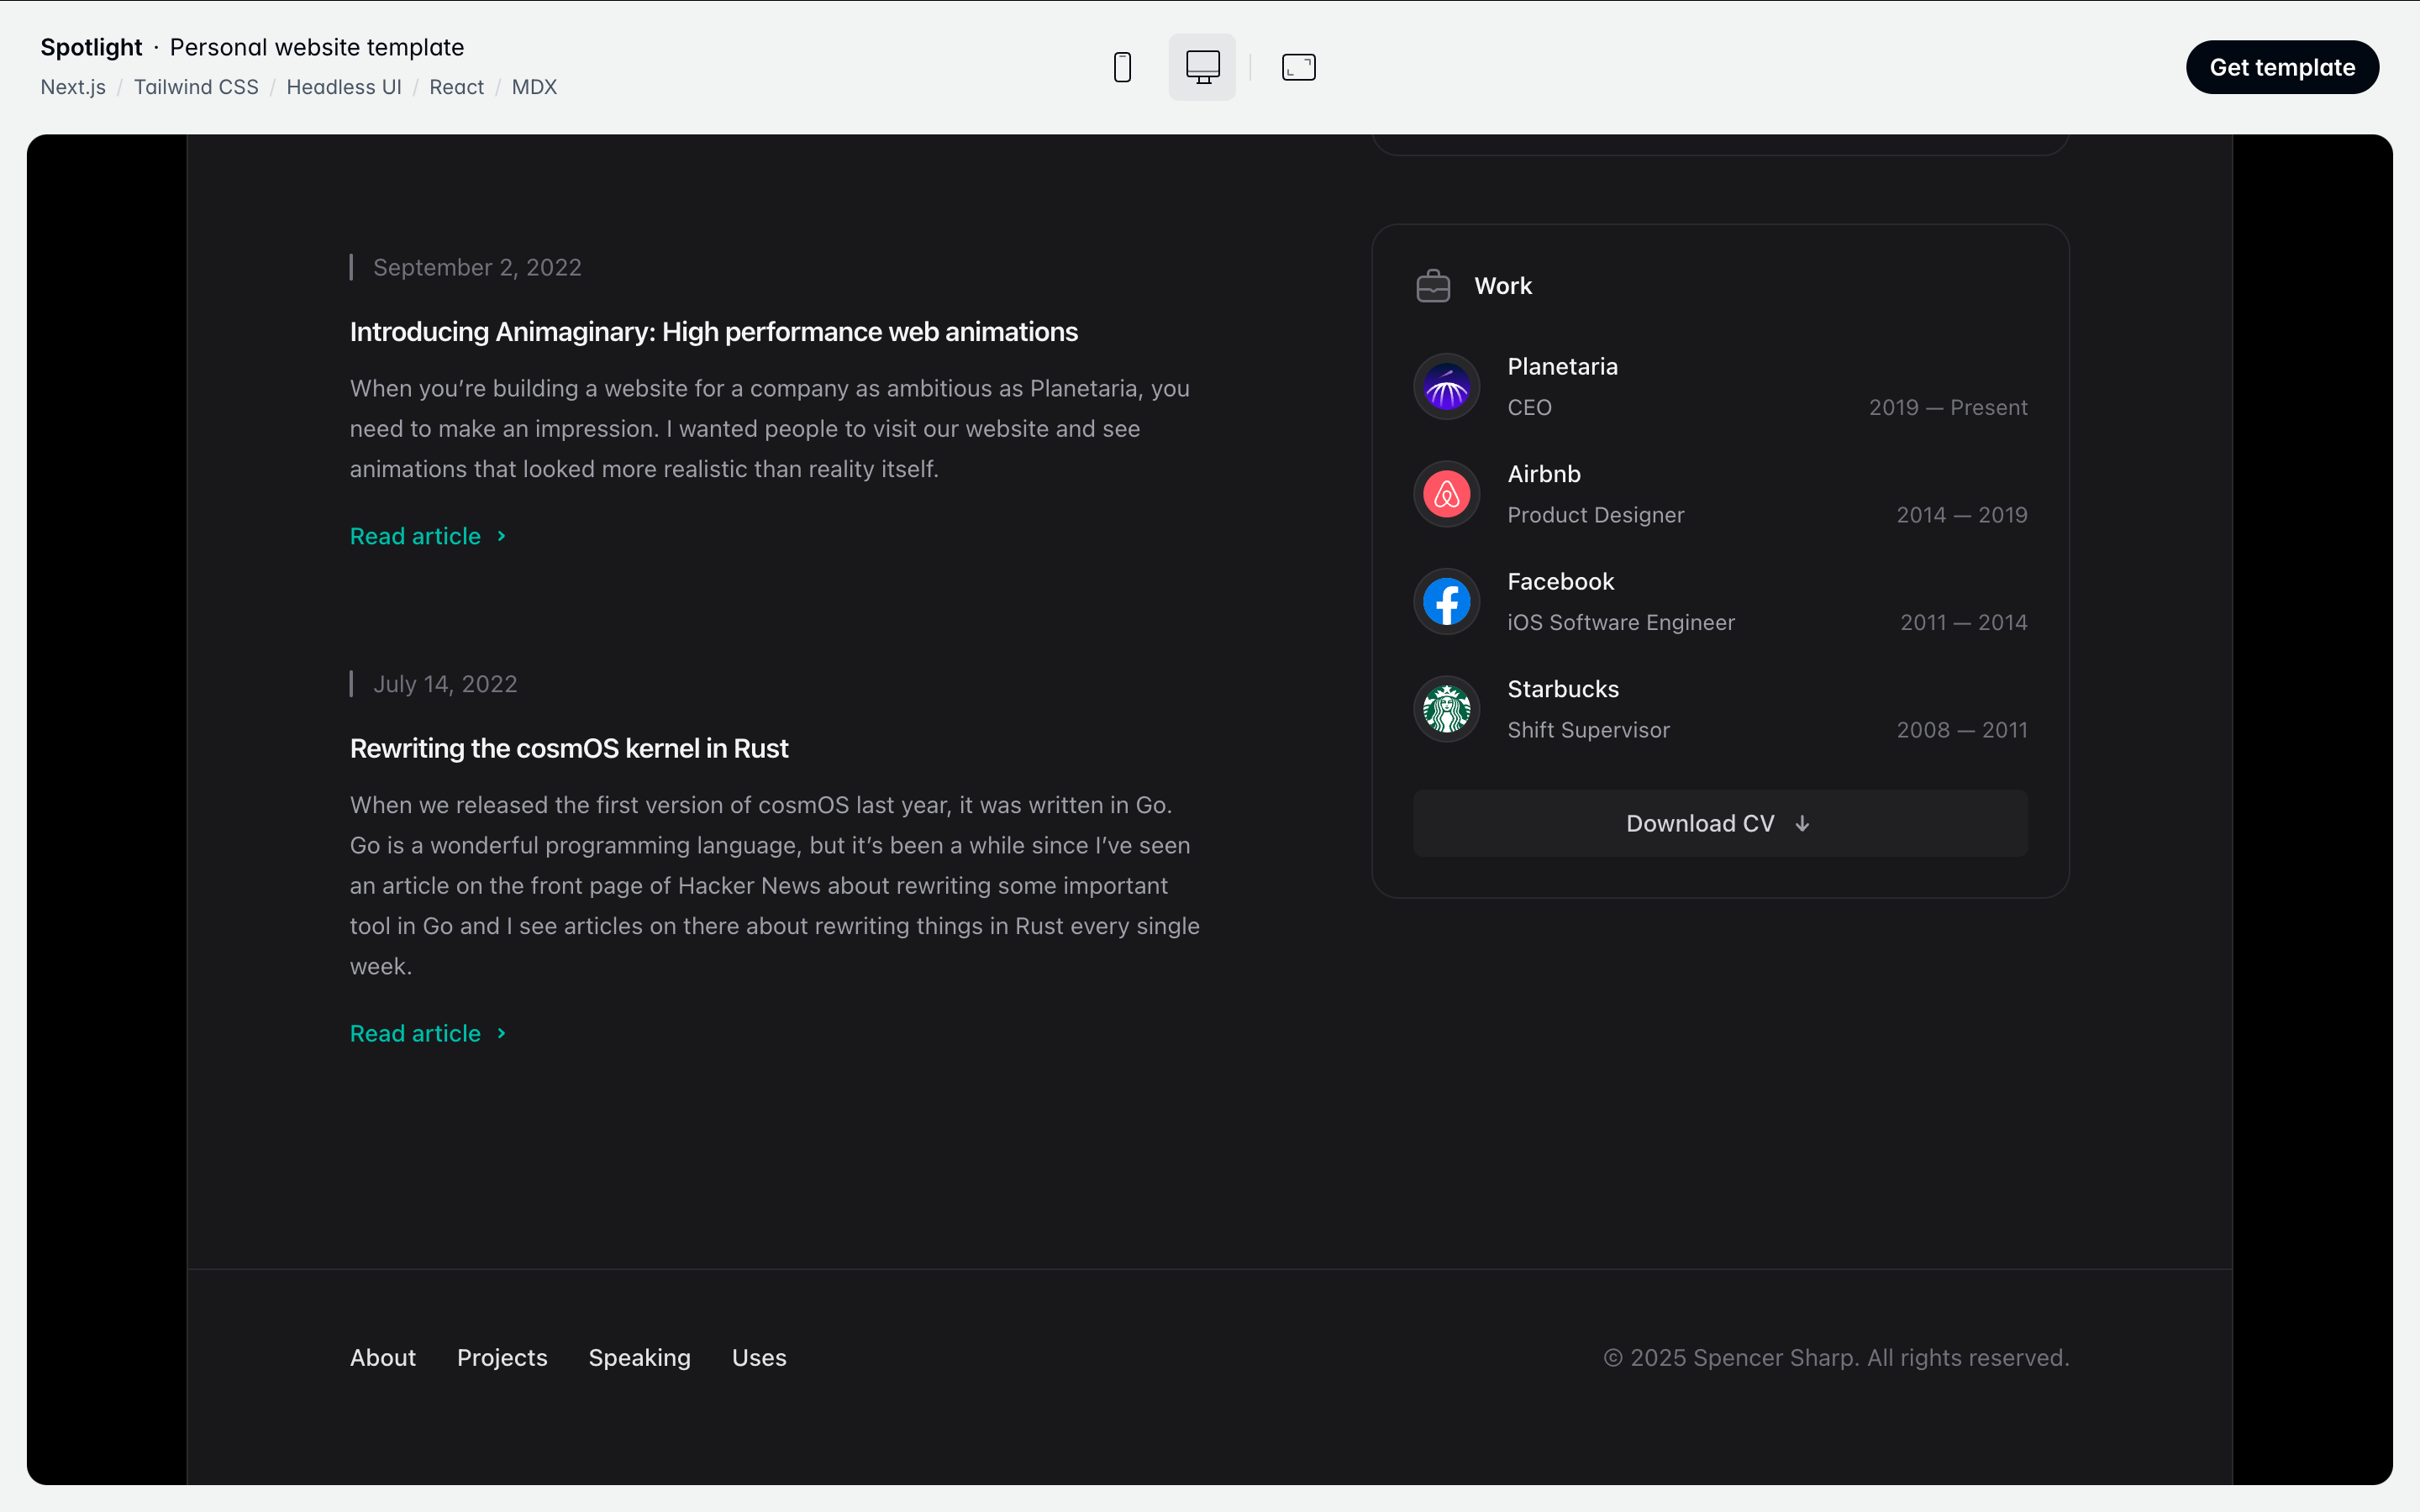 Spotlight · Personal website template
Next.js / Tailwind CSS / Headless UI / React / MDX
Get template
September 2, 2022
Introducing Animaginary: High performance web animations
When you’re building a website for a company as ambitious as Planetaria, you
need to make an impression. I wanted people to visit our website and see
animations that looked more realistic than reality itself.
Read article
July 14, 2022
Rewriting the cosmOS kernel in Rust
When we released the first version of cosmOS last year, it was written in Go.
Go is a wonderful programming language, but it’s been a while since I’ve seen
an article on the front page of Hacker News about rewriting some important
tool in Go and I see articles on there about rewriting things in Rust every single
week.
Read article
Work
Planetaria
CEO 2019 — Present
Airbnb
Product Designer 2014 — 2019
Facebook
iOS Software Engineer 2011 — 2014
Starbucks
Shift Supervisor 2008 — 2011
Download CV
About Projects Speaking Uses
© 2025 Spencer Sharp. All rights reserved.